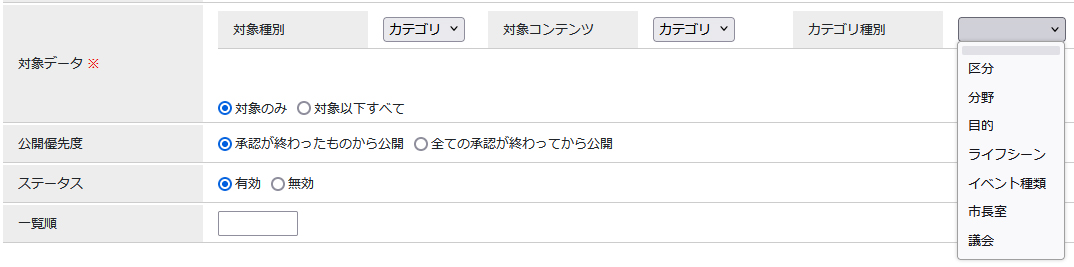 対象種別 カテゴリ 対象コンテンツ カテゴリ カテゴリ種別
対象データ ※
対象のみ 対象以下すべて
公開優先度 承認が終わったものから公開 全ての承認が終わってから公開
ステータス 有効 無効
一覧順
区分
分野
目的
ライフシーン
イベント種類
市長室
議会